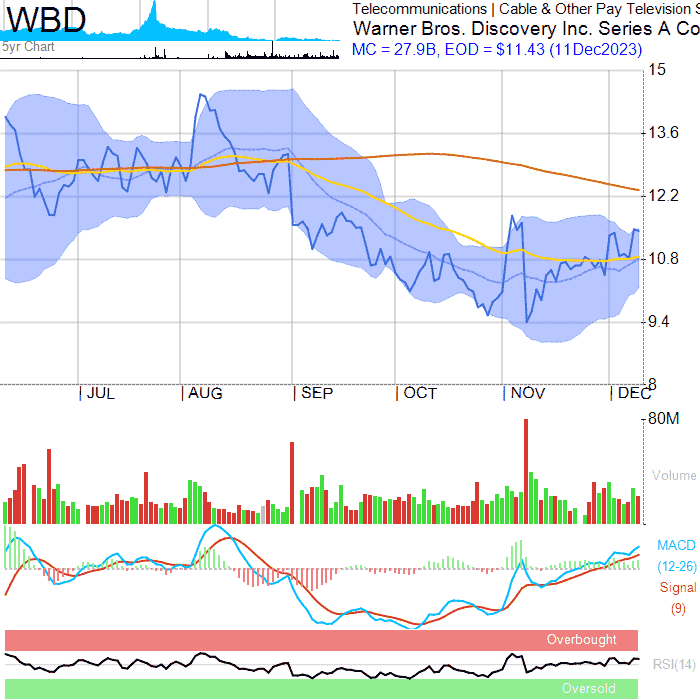 WBD
5yr Chart
Telecommunications | Cable & Other Pay Television S
Warner Bros. Discovery Inc. Series A Co
MC = 27.9B, EOD = $11.43 (11Dec2023)
15
13.6
12.2
10.8
9.4
8
| JUL | AUG | SEP | OCT | NOV | DEC
80M
Volume
MACD
(12-26)
Signal
(9)
Overbought
RSI(14)
Oversold